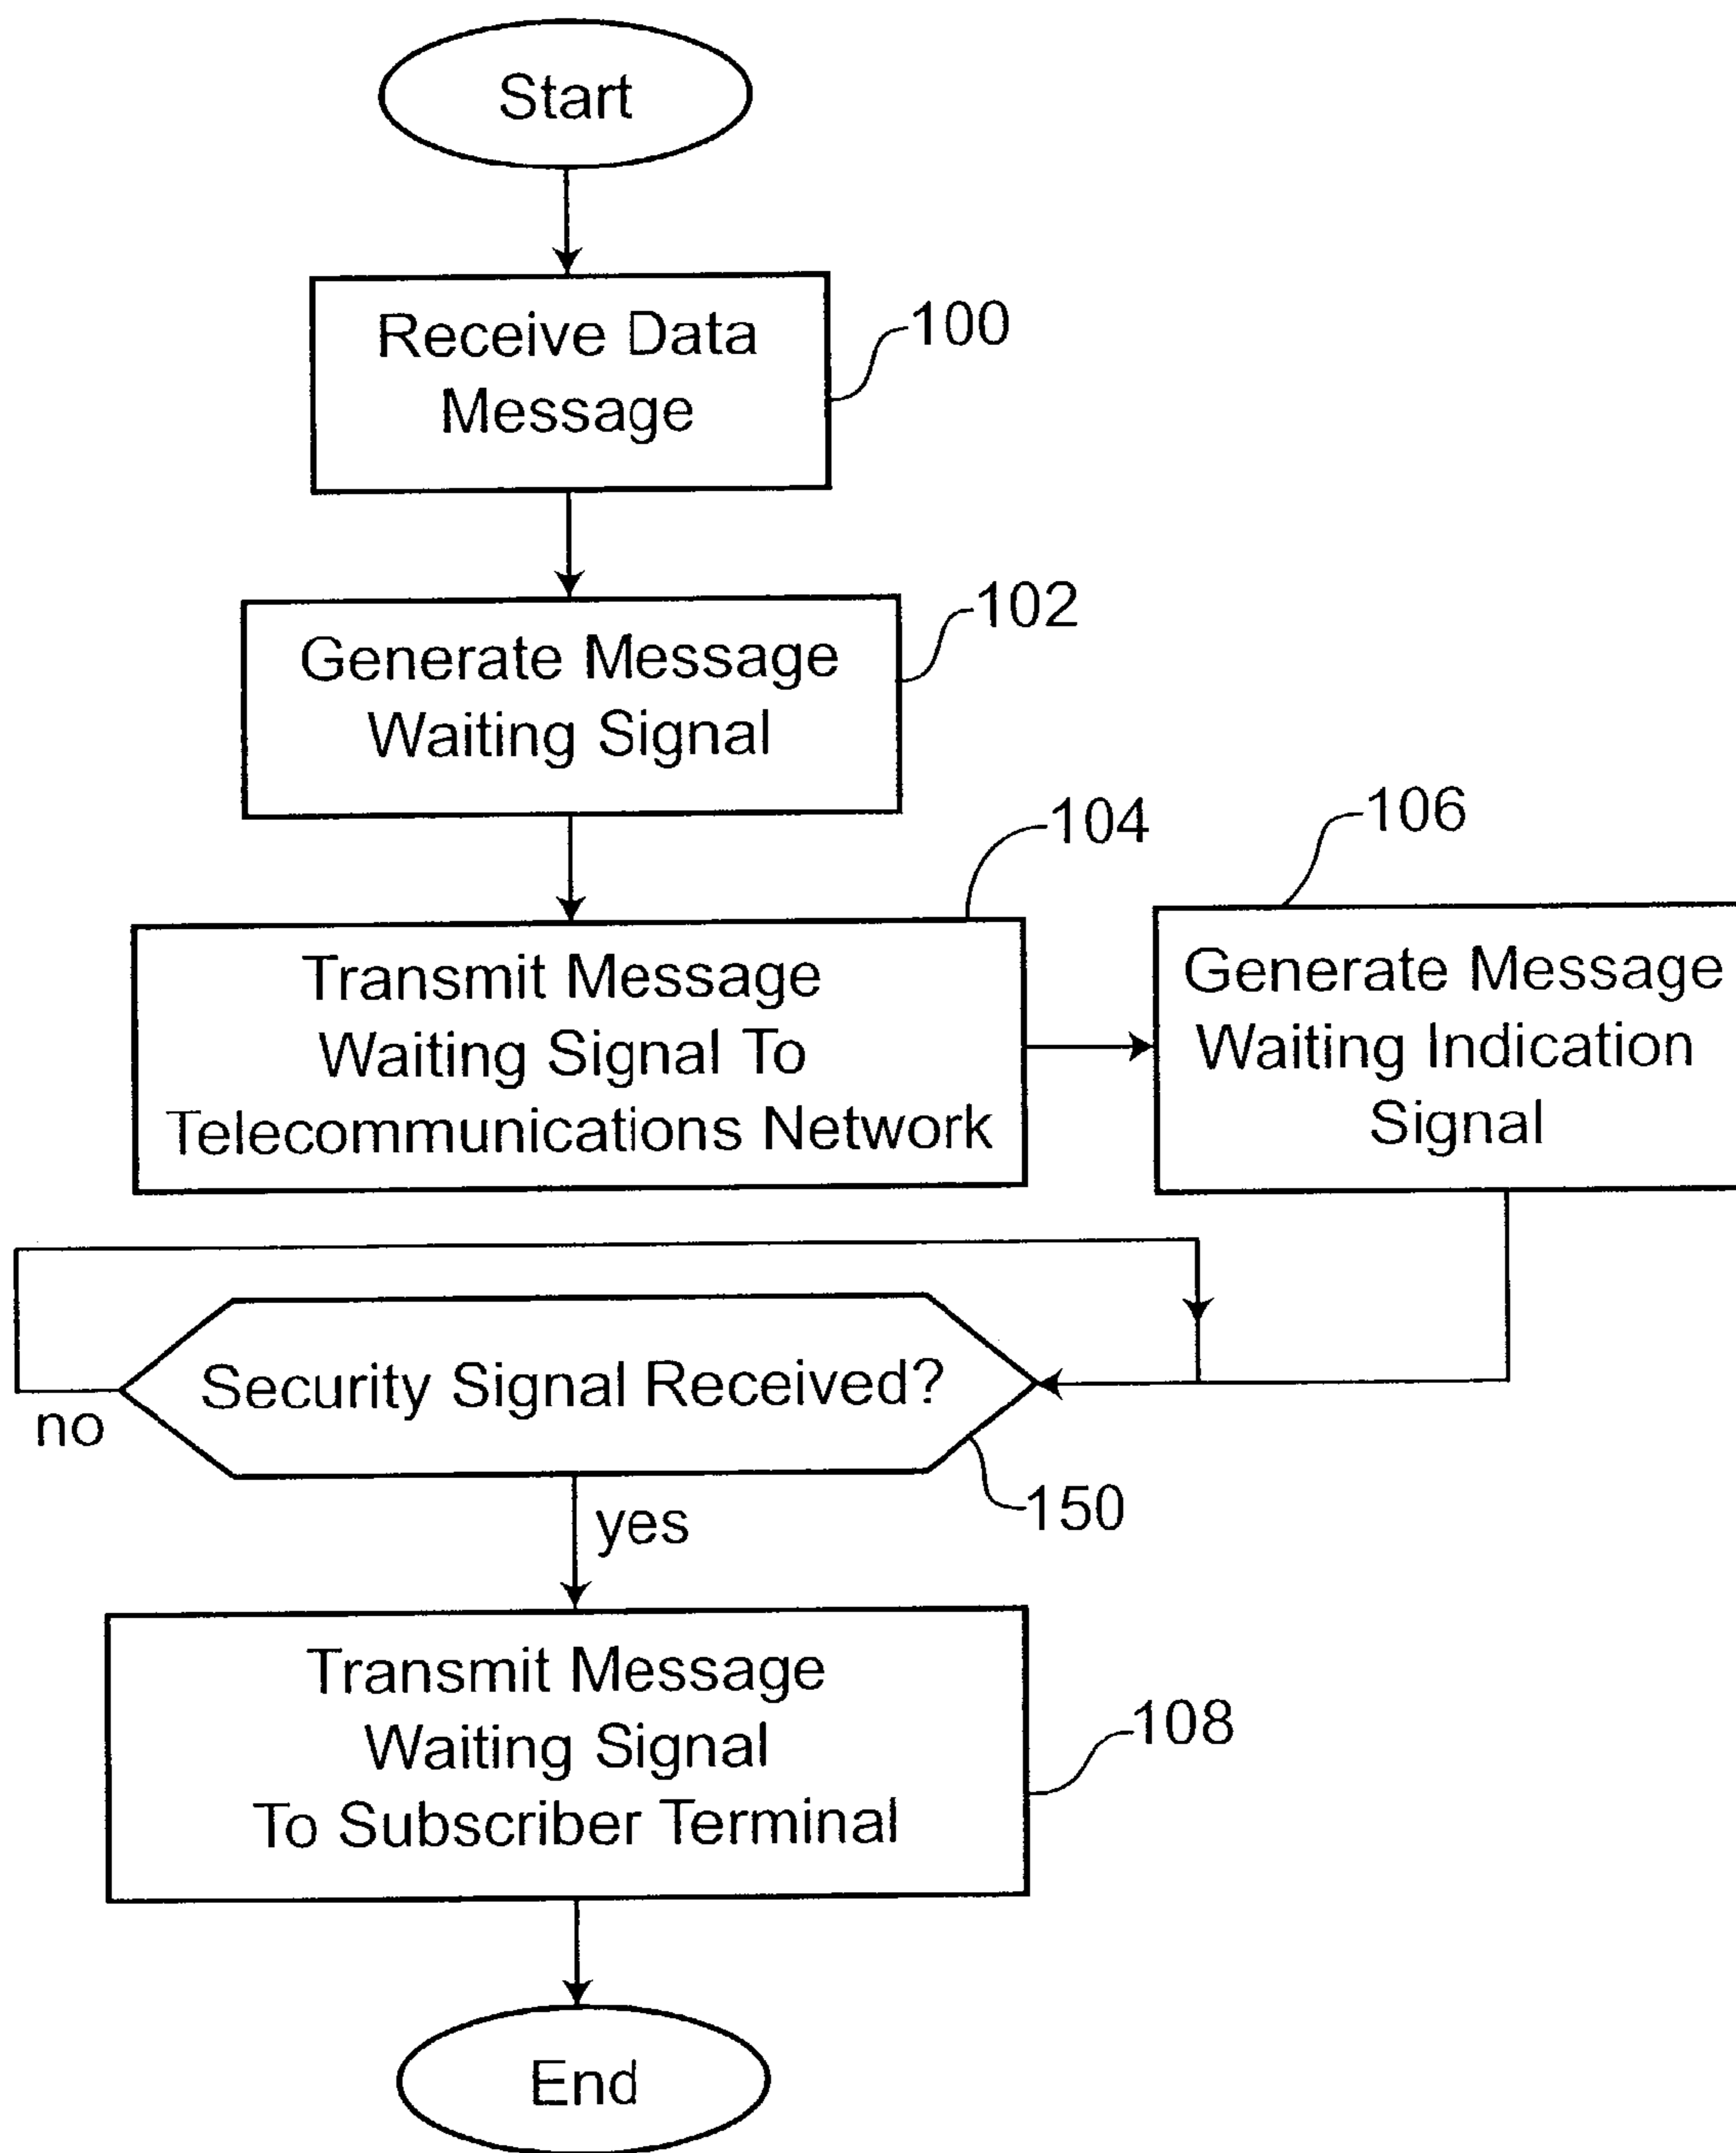 Start
Receive Data
Message
100
Generate Message
Waiting Signal
102
Transmit Message
Waiting Signal To
Telecommunications Network
104
Generate Message
Waiting Indication
Signal
106
Security Signal Received?
no
150
yes
Transmit Message
Waiting Signal
To Subscriber Terminal
108
End